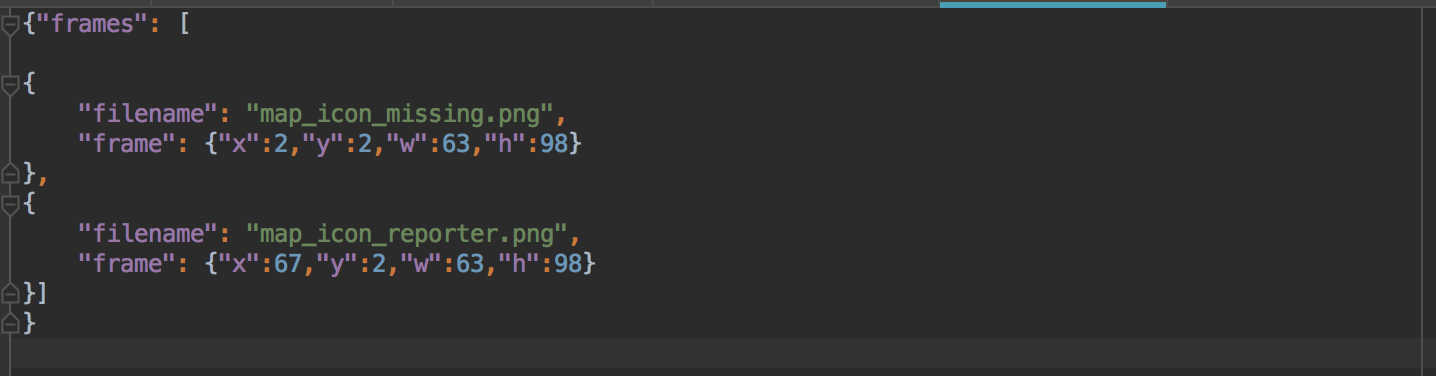 {"frames": [
{
    "filename": "map_icon_missing.png",
    "frame": {"x":2,"y":2,"w":63,"h":98}
},
{
    "filename": "map_icon_reporter.png",
    "frame": {"x":67,"y":2,"w":63,"h":98}
}]
}